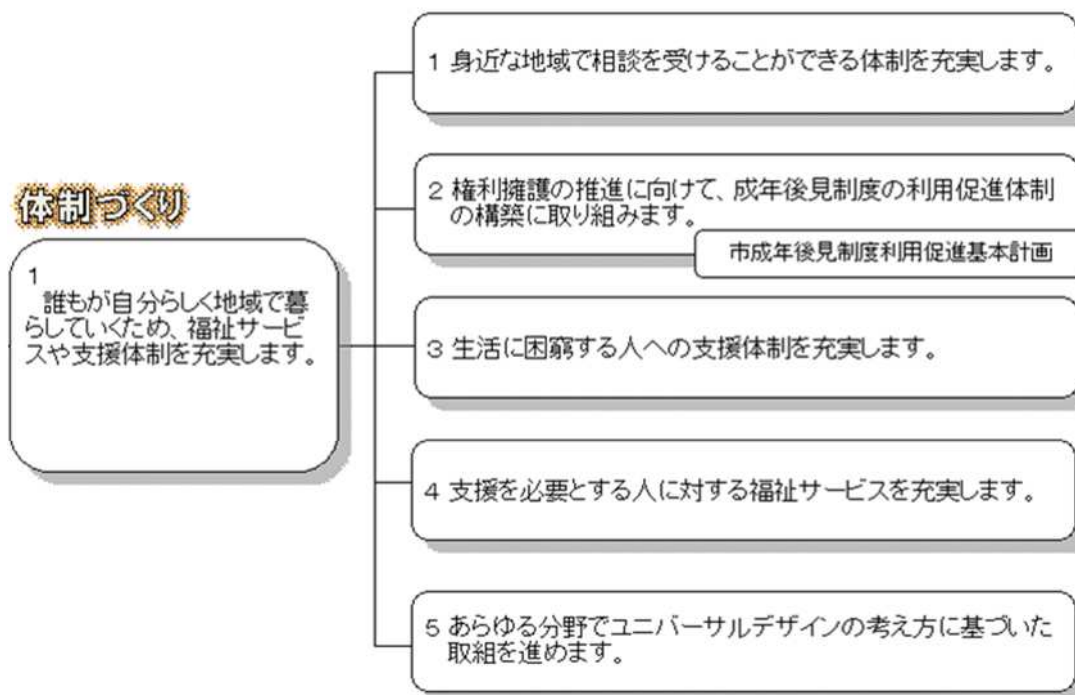 体制づくり
1
誰もが自分らしく地域で暮
らしていくため、福祉サービ
スや支援体制を充実します。
1 身近な地域で相談を受けることができる体制を充実します。
2 権利擁護の推進に向けて、成年後見制度の利用促進体制
の構築に取り組みます。
市成年後見制度利用促進基本計画
3 生活に困窮する人への支援体制を充実します。
4 支援を必要とする人に対する福祉サービスを充実します。
5 あらゆる分野でユニバーサルデザインの考え方に基づいた
取組を進めます。